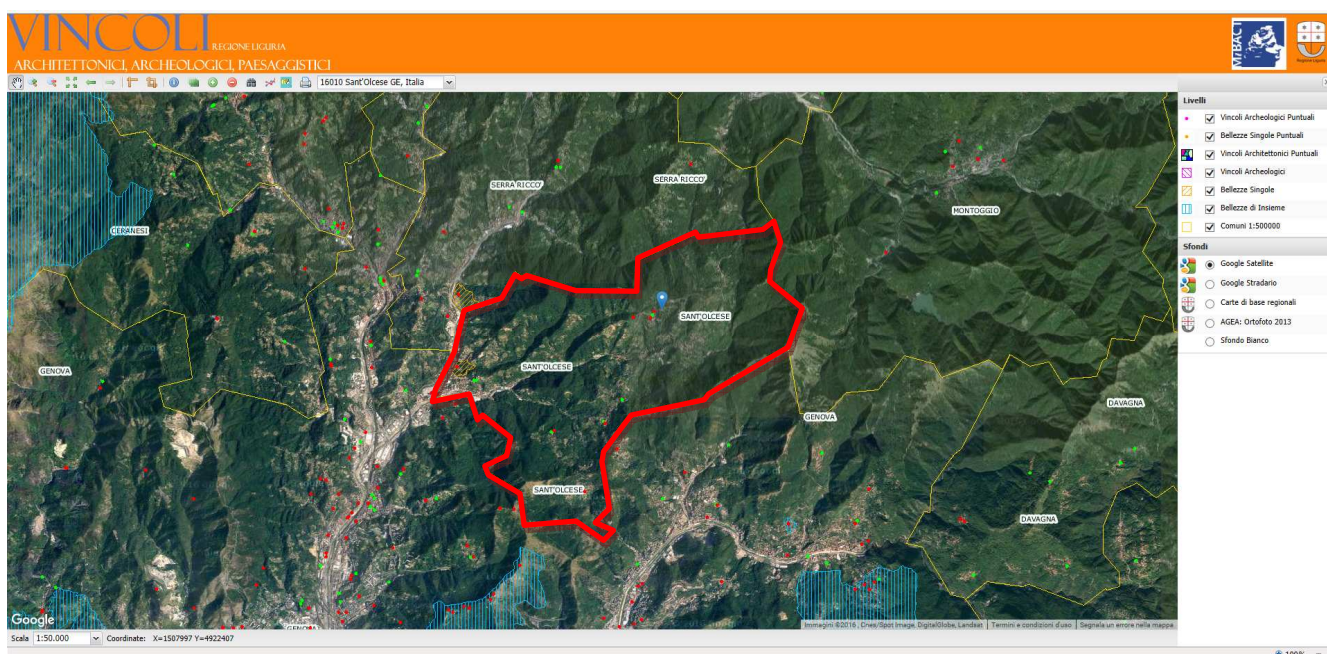 VINCOLI REGIONE LIGURIA
ARCHITETTONICI, ARCHEOLOGICI, PAESAGGISTICI
MiBACT
Regione Liguria
16010 Sant'Olcese GE, Italia
Livelli
Vincoli Archeologici Puntuali
Bellezze Singole Puntuali
Vincoli Architettonici Puntuali
Vincoli Archeologici
Bellezze Singole
Bellezze di Insieme
Comuni 1:500000
Sfondi
Google Satellite
Google Stradario
Carte di base regionali
AGEA: Ortofoto 2013
Sfondo Bianco
SERRA RICCO'
SERRA RICCO'
MONTOGGIO
CERANESI
SANT'OLCESE
GENOVA
SANT'OLCESE
DAVAGNA
GENOVA
SANT'OLCESE
DAVAGNA
GENOVA
Google
Immagini ©2016 , Cnes/Spot Image, DigitalGlobe, Landsat
Termini e condizioni d'uso
Segnala un errore nella mappa
Scala 1:50.000 Coordinate: X=1507997 Y=4922407
100%